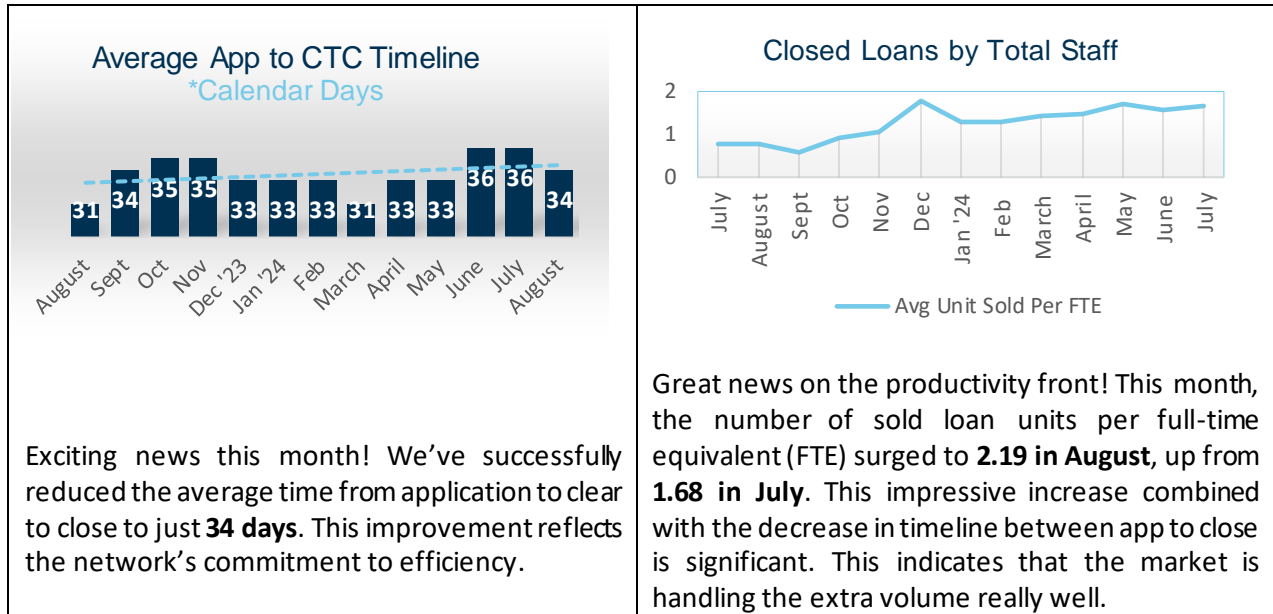 Average App to CTC Timeline
*Calendar Days
31
34
35
35
33
33
33
31
33
33
36
36
34
August
Sept
Oct
Nov
Dec '23
Jan '24
Feb
March
April
May
June
July
August
Exciting news this month! We’ve successfully
reduced the average time from application to clear
to close to just 34 days. This improvement reflects
the network’s commitment to efficiency.
Closed Loans by Total Staff
2
1
0
July
August
Sept
Oct
Nov
Dec
Jan '24
Feb
March
April
May
June
July
Avg Unit Sold Per FTE
Great news on the productivity front! This month,
the number of sold loan units per full-time
equivalent (FTE) surged to 2.19 in August, up from
1.68 in July. This impressive increase combined
with the decrease in timeline between app to close
is significant. This indicates that the market is
handling the extra volume really well.